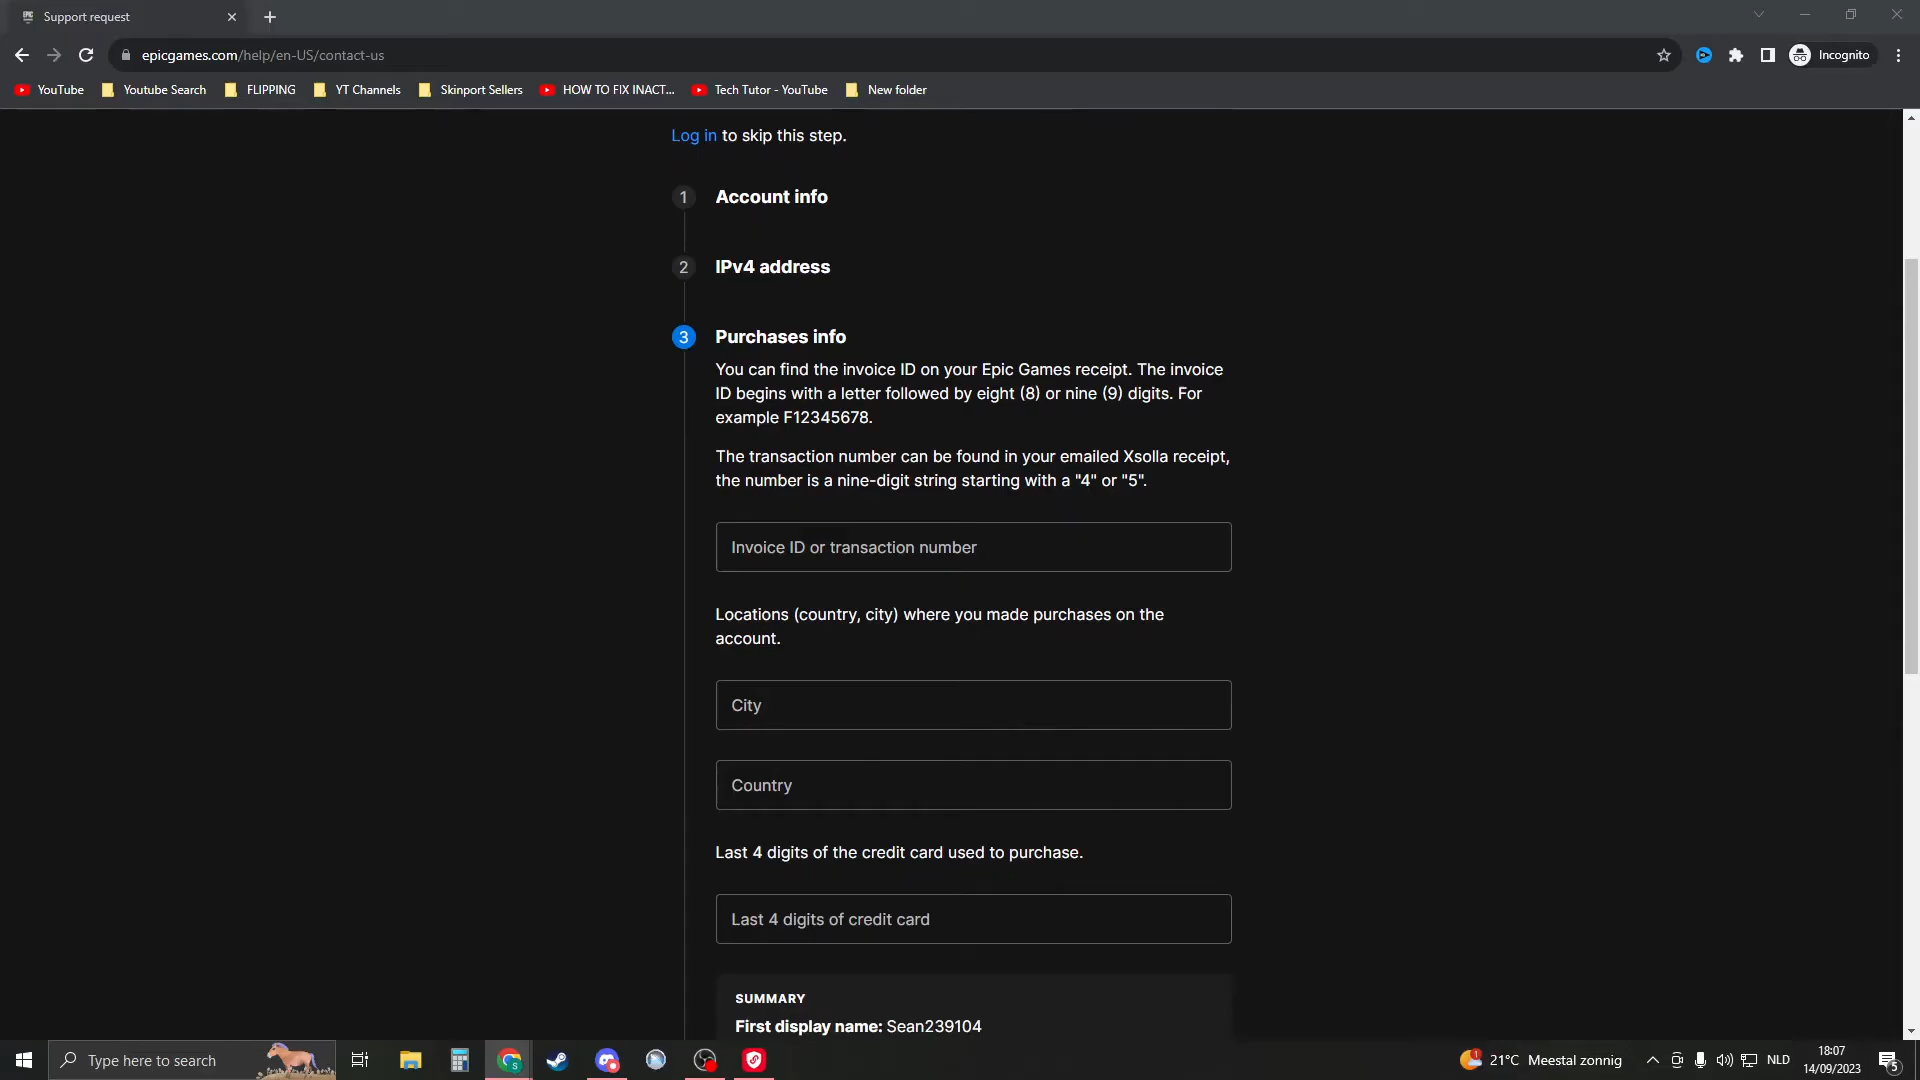 Support request
epicgames.com/help/en-US/contact-us
Incognito
YouTube
Youtube Search
FLIPPING
YT Channels
Skinport Sellers
HOW TO FIX INACT...
Tech Tutor - YouTube
New folder
Log in to skip this step.
1 Account info
2 IPv4 address
3 Purchases info
You can find the invoice ID on your Epic Games receipt. The invoice
ID begins with a letter followed by eight (8) or nine (9) digits. For
example F12345678.
The transaction number can be found in your emailed Xsolla receipt,
the number is a nine-digit string starting with a "4" or "5".
Invoice ID or transaction number
Locations (country, city) where you made purchases on the
account.
City
Country
Last 4 digits of the credit card used to purchase.
Last 4 digits of credit card
SUMMARY
First display name: Sean239104
Type here to search
1
21°C Meestal zonnig
NLD
18:07
14/09/2023
5